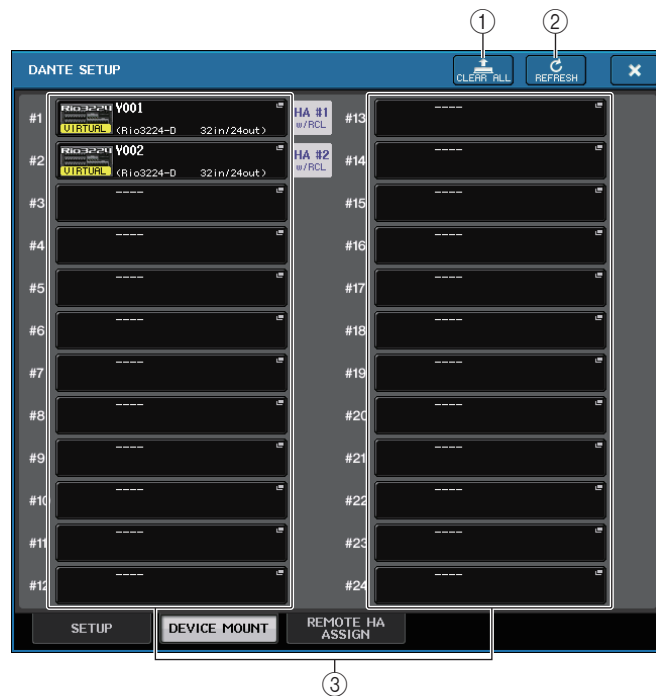 ① ②
DANTE SETUP CLEAR ALL REFRESH ×
#1 Rio3224 VIRTUAL Y001 (Rio3224-D 32in/24out) HA #1 w/RCL #13 ----
#2 Rio3224 VIRTUAL Y002 (Rio3224-D 32in/24out) HA #2 w/RCL #14 ----
#3 ---- #15 ----
#4 ---- #16 ----
#5 ---- #17 ----
#6 ---- #18 ----
#7 ---- #19 ----
#8 ---- #20 ----
#9 ---- #21 ----
#10 ---- #22 ----
#11 ---- #23 ----
#12 ---- #24 ----
SETUP DEVICE MOUNT REMOTE HA ASSIGN
③